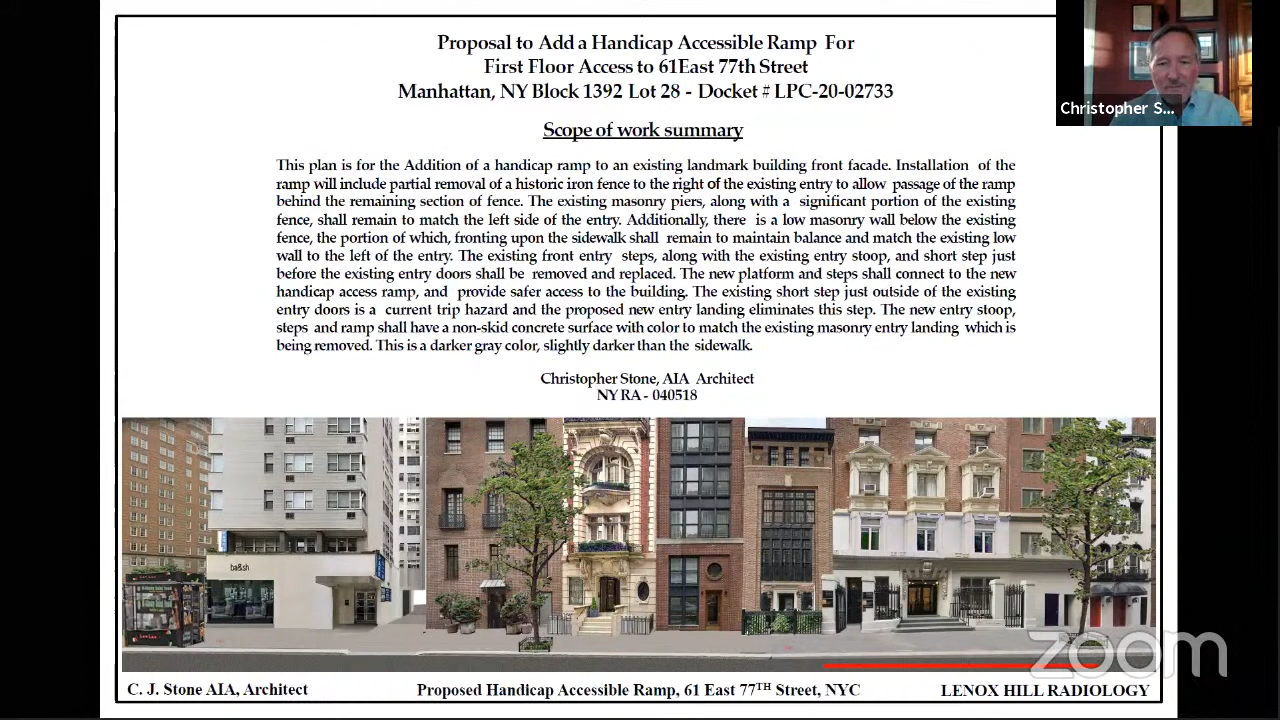 Proposal to Add a Handicap Accessible Ramp For
First Floor Access to 61East 77th Street
Manhattan, NY Block 1392 Lot 28 - Docket # LPC-20-02733
Christopher S...
Scope of work summary
This plan is for the Addition of a handicap ramp to an existing landmark building front facade. Installation of the
ramp will include partial removal of a historic iron fence to the right of the existing entry to allow passage of the ramp
behind the remaining section of fence. The existing masonry piers, along with a significant portion of the existing
fence, shall remain to match the left side of the entry. Additionally, there is a low masonry wall below the existing
fence, the portion of which, fronting upon the sidewalk shall remain to maintain balance and match the existing low
wall to the left of the entry. The existing front entry steps, along with the existing entry stoop, and short step just
before the existing entry doors shall be removed and replaced. The new platform and steps shall connect to the new
handicap access ramp, and provide safer access to the building. The existing short step just outside of the existing
entry doors is a current trip hazard and the proposed new entry landing eliminates this step. The new entry stoop,
steps and ramp shall have a non-skid concrete surface with color to match the existing masonry entry landing which is
being removed. This is a darker gray color, slightly darker than the sidewalk.
Christopher Stone, AIA Architect
NY RA - 040518
ba&sh
zoom
C. J. Stone AIA, Architect
Proposed Handicap Accessible Ramp, 61 East 77TH Street, NYC
LENOX HILL RADIOLOGY